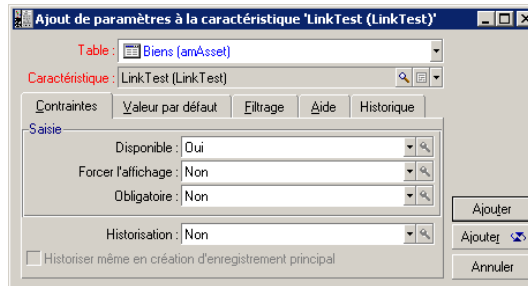 Ajout de paramètres à la caractéristique 'LinkTest (LinkTest)'
Table : Biens (amAsset)
Caractéristique : LinkTest (LinkTest)
Contraintes Valeur par défaut Filtrage Aide Historique
Saisie
Disponible : Oui
Forcer l'affichage : Non
Obligatoire : Non
Historisation : Non
Historiser même en création d'enregistrement principal
Ajouter
Ajouter
Annuler